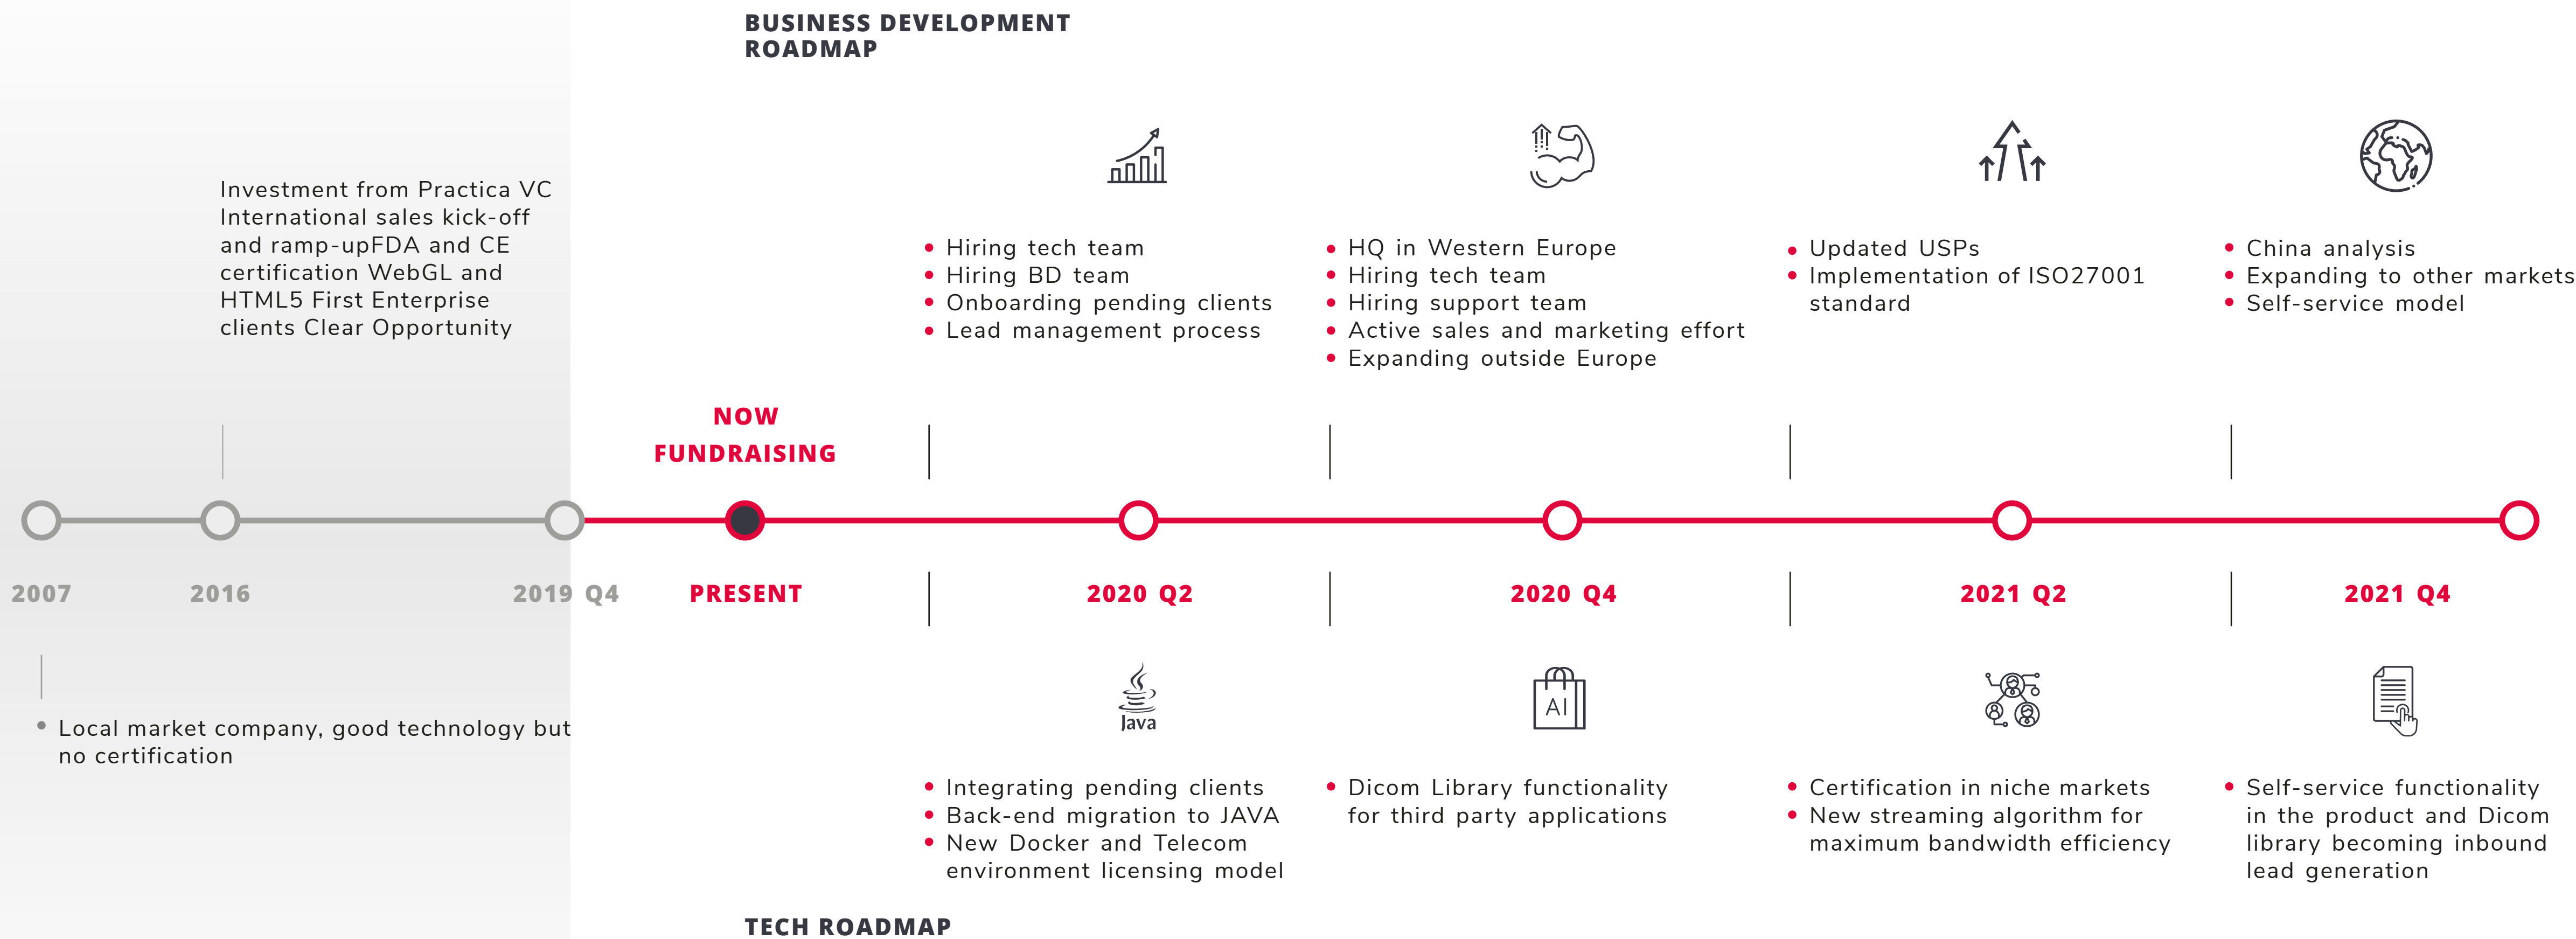 BUSINESS DEVELOPMENT
ROADMAP
Investment from Practica VC
International sales kick-off
and ramp-upFDA and CE
certification WebGL and
HTML5 First Enterprise
clients Clear Opportunity
Hiring tech team
Hiring BD team
Onboarding pending clients
Lead management process
HQ in Western Europe
Hiring tech team
Hiring support team
Active sales and marketing effort
Expanding outside Europe
Updated USPs
Implementation of ISO27001
standard
China analysis
Expanding to other markets
Self-service model
NOW
FUNDRAISING
2007
2016
2019 Q4
PRESENT
2020 Q2
2020 Q4
2021 Q2
2021 Q4
Local market company, good technology but
no certification
Java
Integrating pending clients
Back-end migration to JAVA
New Docker and Telecom
environment licensing model
AI
Dicom Library functionality
for third party applications
Certification in niche markets
New streaming algorithm for
maximum bandwidth efficiency
Self-service functionality
in the product and Dicom
library becoming inbound
lead generation
TECH ROADMAP